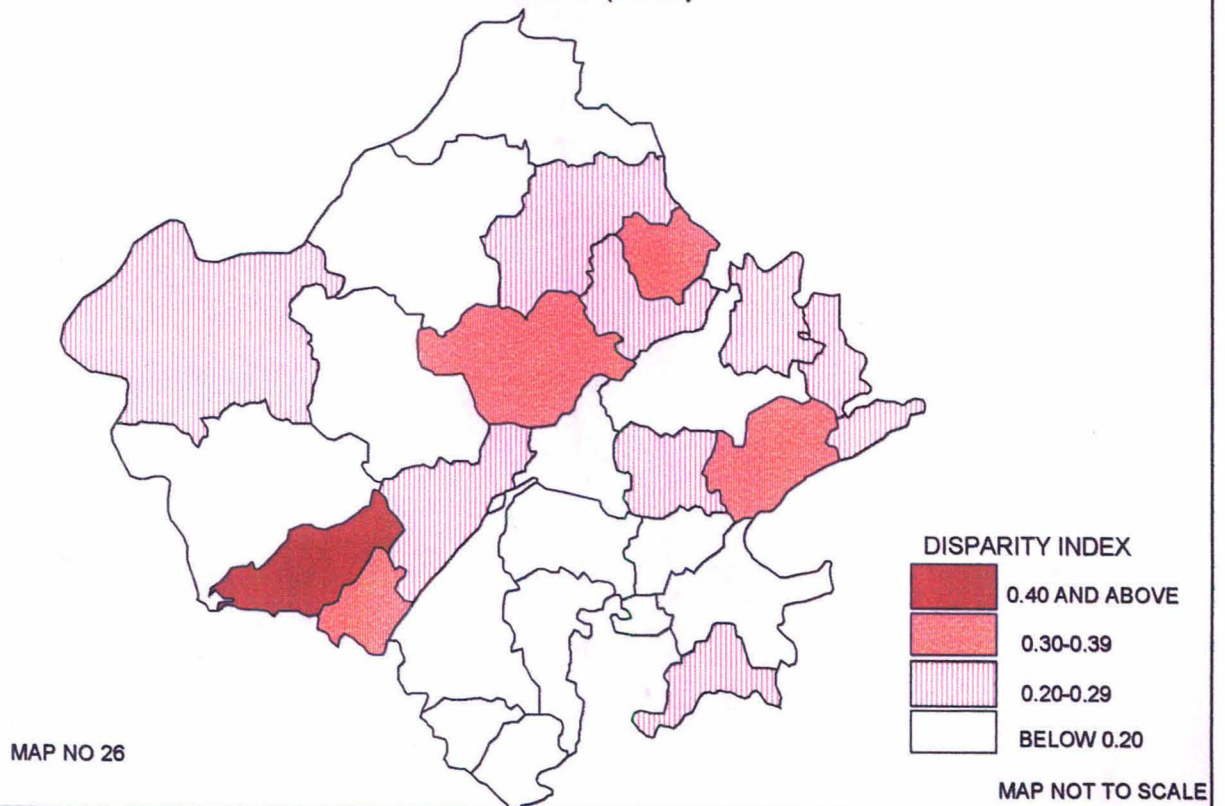 DISPARITY INDEX
0.40 AND ABOVE
0.30-0.39
0.20-0.29
BELOW 0.20
MAP NO 26
MAP NOT TO SCALE